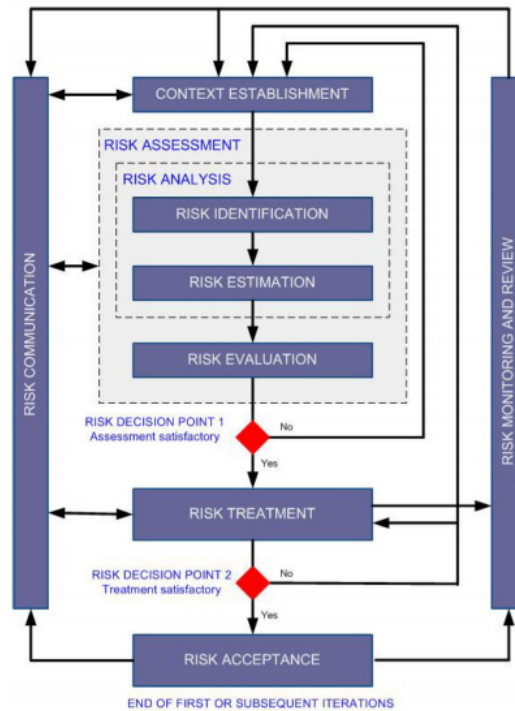 CONTEXT ESTABLISHMENT
RISK ASSESSMENT
RISK ANALYSIS
RISK IDENTIFICATION
RISK ESTIMATION
RISK EVALUATION
RISK COMMUNICATION
RISK MONITORING AND REVIEW
RISK DECISION POINT 1
Assessment satisfactory
No
Yes
RISK TREATMENT
RISK DECISION POINT 2
Treatment satisfactory
No
Yes
RISK ACCEPTANCE
END OF FIRST OR SUBSEQUENT ITERATIONS